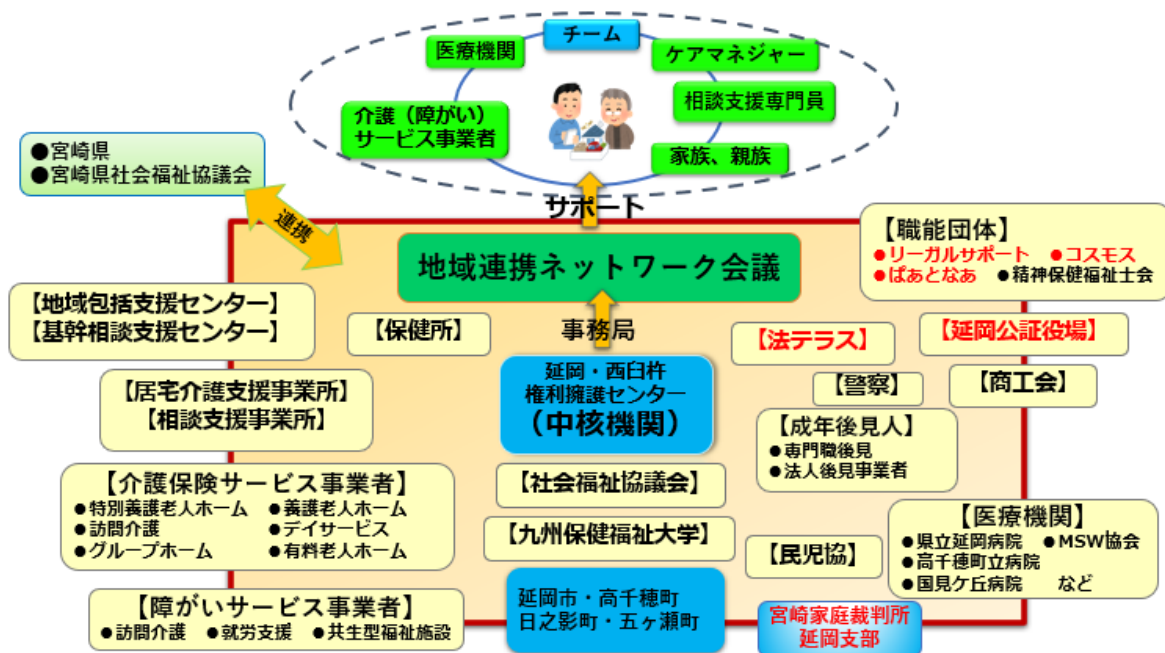 チーム
医療機関
ケアマネジャー
相談支援専門員
介護（障がい）
サービス事業者
家族、親族
●宮崎県
●宮崎県社会福祉協議会
連携
サポート
地域連携ネットワーク会議
【職能団体】
●リーガルサポート ●コスモス
●ぱあとなあ ●精神保健福祉士会
【地域包括支援センター】
【基幹相談支援センター】
【保健所】
事務局
【法テラス】
【延岡公証役場】
延岡・西臼杵
権利擁護センター
（中核機関）
【居宅介護支援事業所】
【相談支援事業所】
【警察】
【商工会】
【成年後見人】
●専門職後見
●法人後見事業者
【介護保険サービス事業者】
●特別養護老人ホーム ●養護老人ホーム
●訪問介護 ●デイサービス
●グループホーム ●有料老人ホーム
【社会福祉協議会】
【九州保健福祉大学】
【民児協】
【医療機関】
●県立延岡病院 ●MSW協会
●高千穂町立病院
●国見ケ丘病院 など
【障がいサービス事業者】
●訪問介護 ●就労支援 ●共生型福祉施設
延岡市・高千穂町
日之影町・五ヶ瀬町
宮崎家庭裁判所
延岡支部